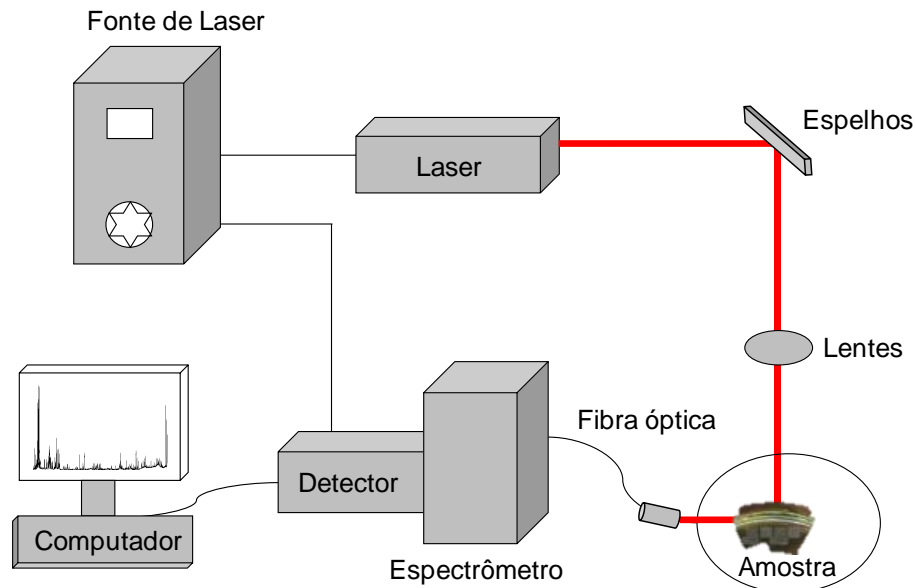 Fonte de Laser
Espelhos
Laser
Lentes
Fibra óptica
Detector
Computador
Espectrômetro
Amostra